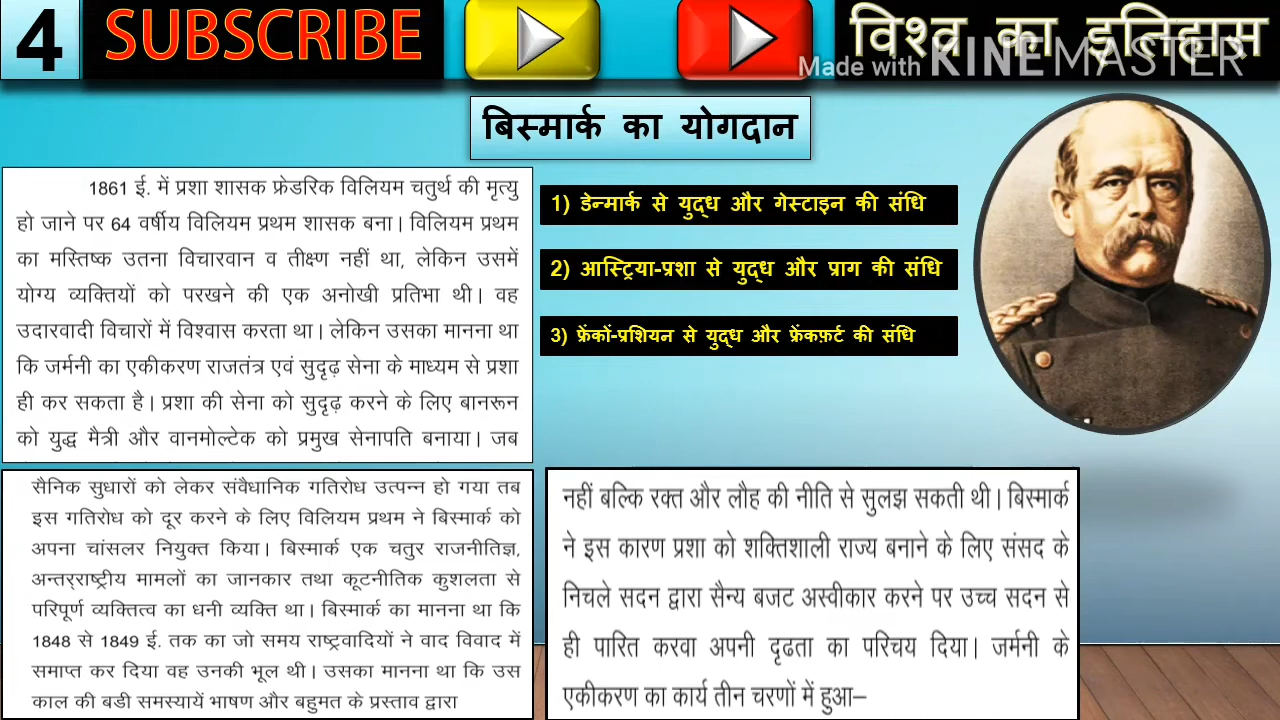 4
SUBSCRIBE
विश्व का इतिहास
Made with KINEMASTER
बिस्मार्क का योगदान
1861 ई. में प्रशा शासक फ्रेडरिक विलियम चतुर्थ की मृत्यु
हो जाने पर 64 वर्षीय विलियम प्रथम शासक बना। विलियम प्रथम
का मस्तिष्क उतना विचारवान व तीक्ष्ण नहीं था, लेकिन उसमें
योग्य व्यक्तियों को परखने की एक अनोखी प्रतिभा थी। वह
उदारवादी विचारों में विश्वास करता था। लेकिन उसका मानना था
कि जर्मनी का एकीकरण राजतंत्र एवं सुदृढ़ सेना के माध्यम से प्रशा
ही कर सकता है। प्रशा की सेना को सुदृढ़ करने के लिए बानरून
को युद्ध मैत्री और वानमोल्टेक को प्रमुख सेनापति बनाया। जब
सैनिक सुधारों को लेकर संवैधानिक गतिरोध उत्पन्न हो गया तब
इस गतिरोध को दूर करने के लिए विलियम प्रथम ने बिस्मार्क को
अपना चांसलर नियुक्त किया। बिस्मार्क एक चतुर राजनीतिज्ञ,
अन्तर्राष्ट्रीय मामलों का जानकार तथा कूटनीतिक कुशलता से
परिपूर्ण व्यक्तित्व का धनी व्यक्ति था। बिस्मार्क का मानना था कि
1848 से 1849 ई. तक का जो समय राष्ट्रवादियों ने वाद विवाद में
समाप्त कर दिया वह उनकी भूल थी। उसका मानना था कि उस
काल की बडी समस्यायें भाषण और बहुमत के प्रस्ताव द्वारा
1) डेन्मार्क से युद्ध और गेस्टाइन की संधि
2) आस्ट्रिया-प्रशा से युद्ध और प्राग की संधि
3) फ्रेंकों-प्रशियन से युद्ध और फ्रेंकफ़र्ट की संधि
नहीं बल्कि रक्त और लौह की नीति से सुलझ सकती थी। बिस्मार्क
ने इस कारण प्रशा को शक्तिशाली राज्य बनाने के लिए संसद के
निचले सदन द्वारा सैन्य बजट अस्वीकार करने पर उच्च सदन से
ही पारित करवा अपनी दृढता का परिचय दिया। जर्मनी के
एकीकरण का कार्य तीन चरणों में हुआ–